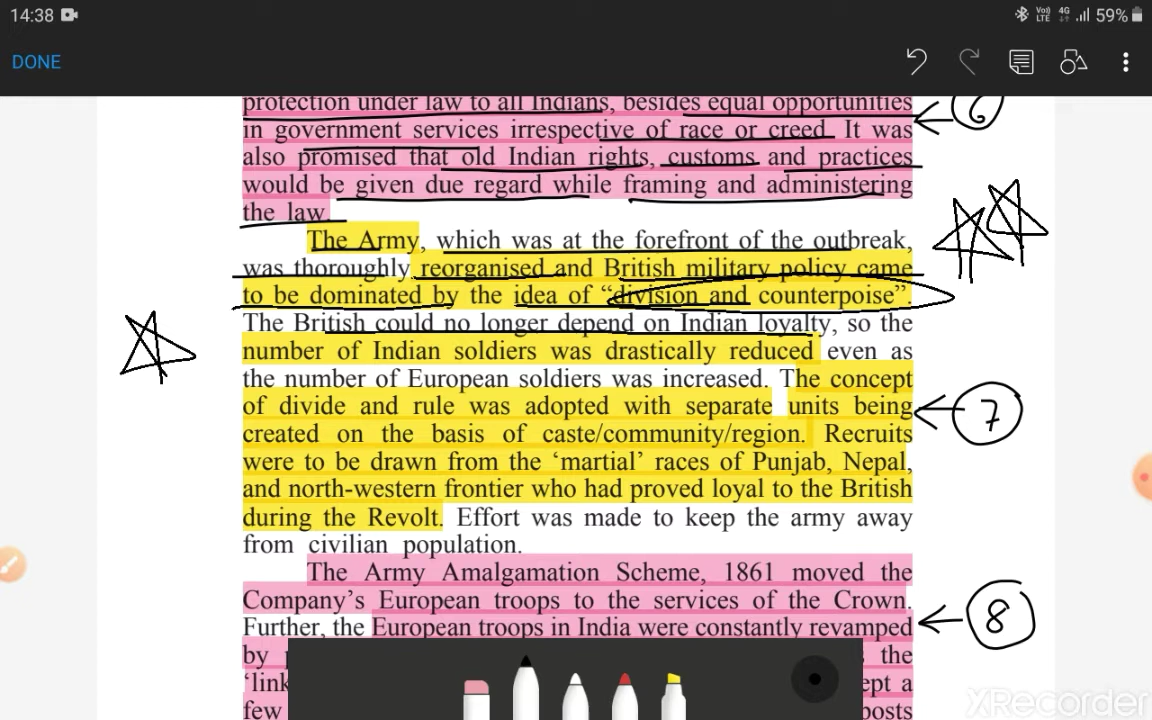 14:38
Vo)) LTE 4G 59%
DONE
protection under law to all Indians, besides equal opportunities
6
in government services irrespective of race or creed. It was
also promised that old Indian rights, customs and practices
would be given due regard while framing and administering
the law.
The Army, which was at the forefront of the outbreak,
was thoroughly reorganised and British military policy came
to be dominated by the idea of “division and counterpoise”.
The British could no longer depend on Indian loyalty, so the
number of Indian soldiers was drastically reduced even as
the number of European soldiers was increased. The concept
of divide and rule was adopted with separate units being
7
created on the basis of caste/community/region. Recruits
were to be drawn from the ‘martial’ races of Punjab, Nepal,
and north-western frontier who had proved loyal to the British
during the Revolt. Effort was made to keep the army away
from civilian population.
The Army Amalgamation Scheme, 1861 moved the
Company’s European troops to the services of the Crown.
8
Further, the European troops in India were constantly revamped
by the
‘link
few posts
XRecorder